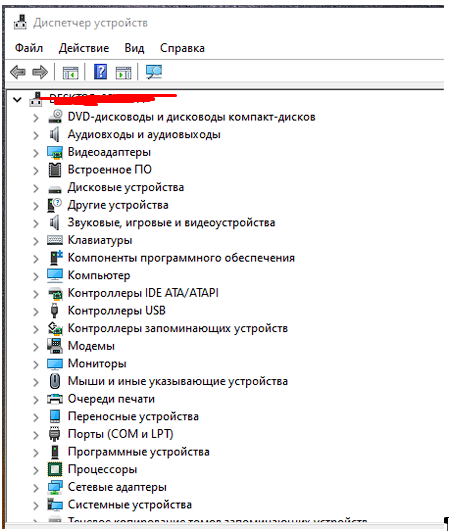 Диспетчер устройств
Файл Действие Вид Справка
DVD-дисководы и дисководы компакт-дисков
Аудиовходы и аудиовыходы
Видеоадаптеры
Встроенное ПО
Дисковые устройства
Другие устройства
Звуковые, игровые и видеоустройства
Клавиатуры
Компоненты программного обеспечения
Компьютер
Контроллеры IDE ATA/ATAPI
Контроллеры USB
Контроллеры запоминающих устройств
Модемы
Мониторы
Мыши и иные указывающие устройства
Очереди печати
Переносные устройства
Порты (COM и LPT)
Программные устройства
Процессоры
Сетевые адаптеры
Системные устройства
Теневое копирование томов запоминающих устройств